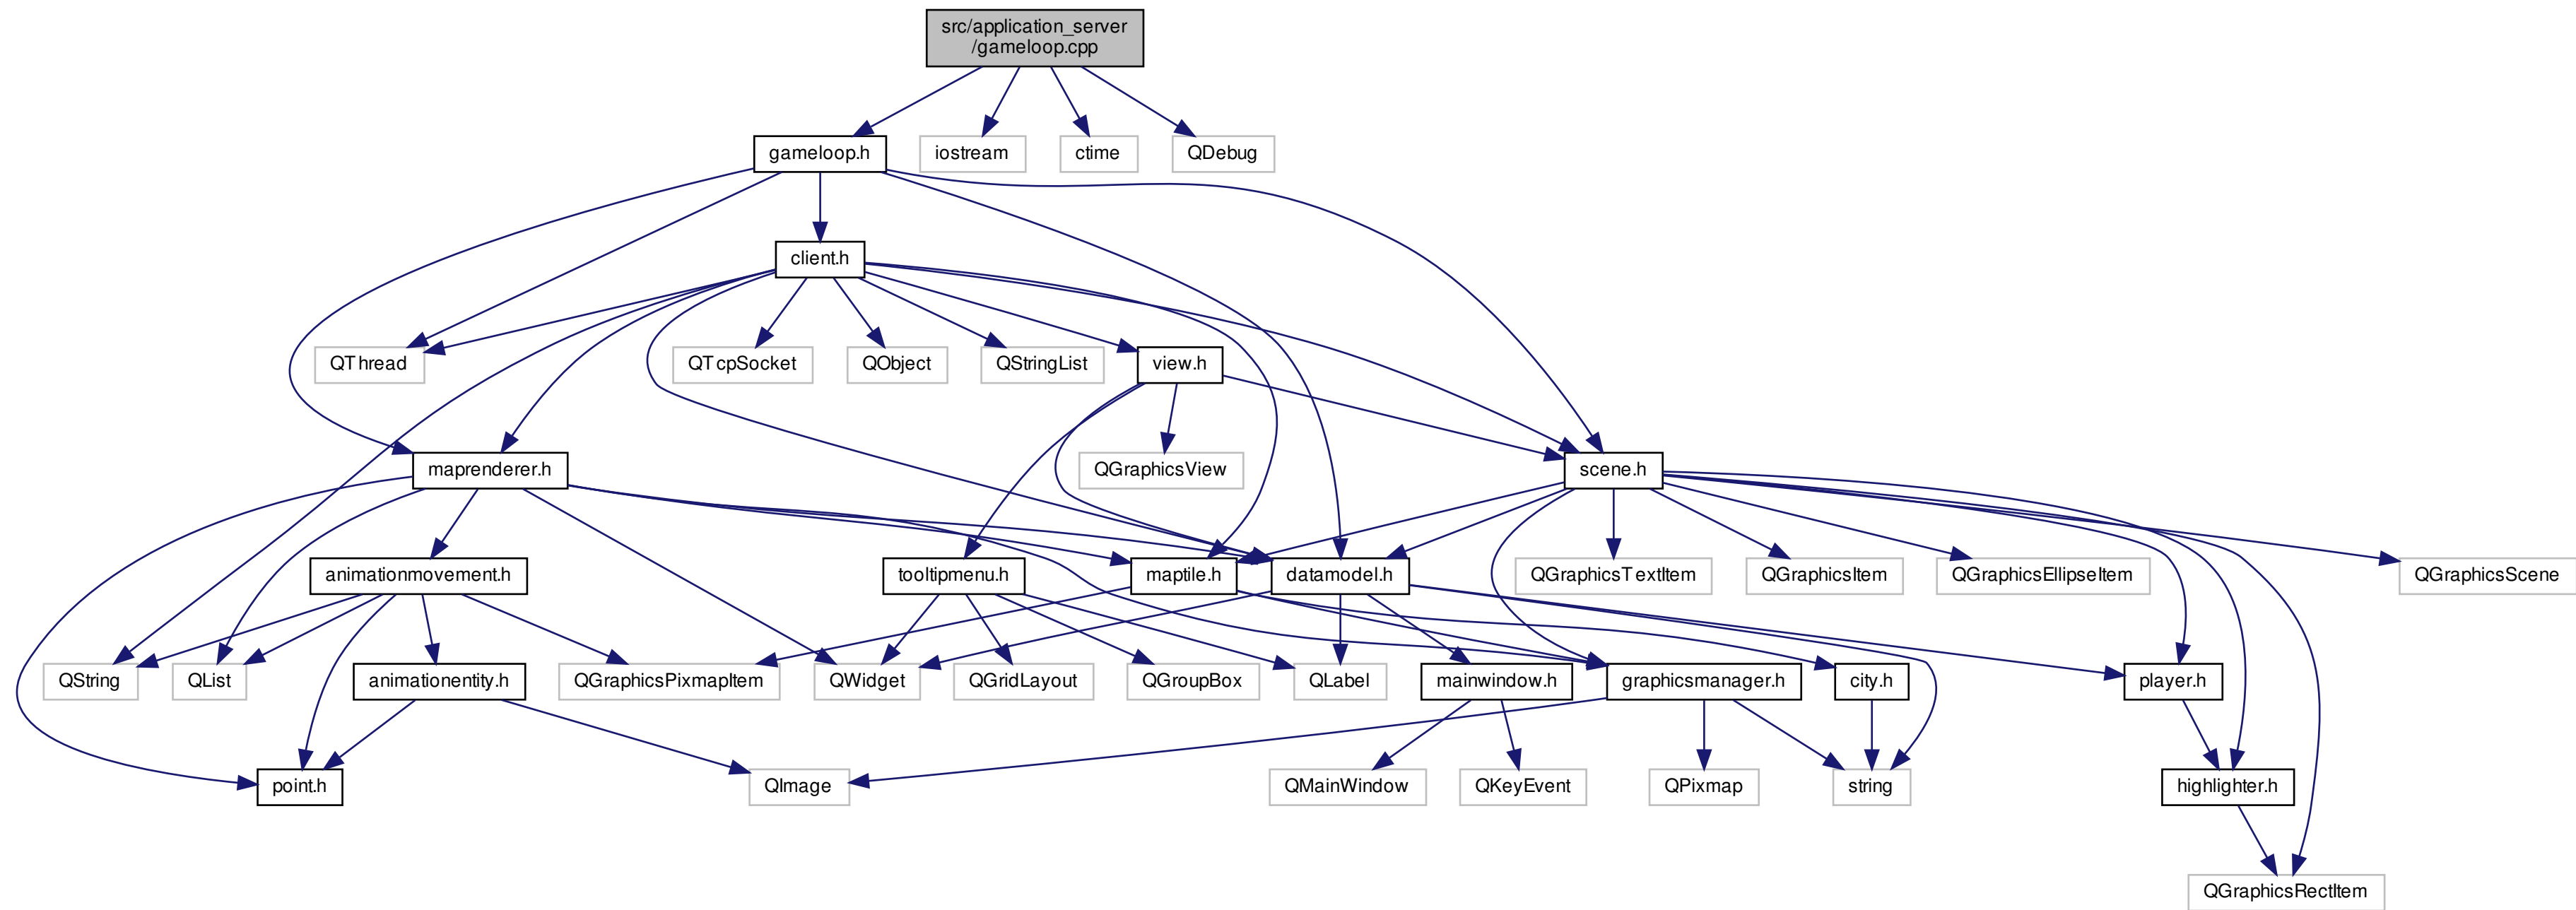 src/application_server
/gameloop.cpp
gameloop.h
iostream
ctime
QDebug
client.h
QThread
QTcpSocket
QObject
QStringList
view.h
maprenderer.h
QGraphicsView
scene.h
animationmovement.h
tooltipmenu.h
maptile.h
datamodel.h
QGraphicsTextItem
QGraphicsItem
QGraphicsEllipseItem
QGraphicsScene
QString
QList
animationentity.h
QGraphicsPixmapItem
QWidget
QGridLayout
QGroupBox
QLabel
mainwindow.h
graphicsmanager.h
city.h
player.h
point.h
QImage
QMainWindow
QKeyEvent
QPixmap
string
highlighter.h
QGraphicsRectItem